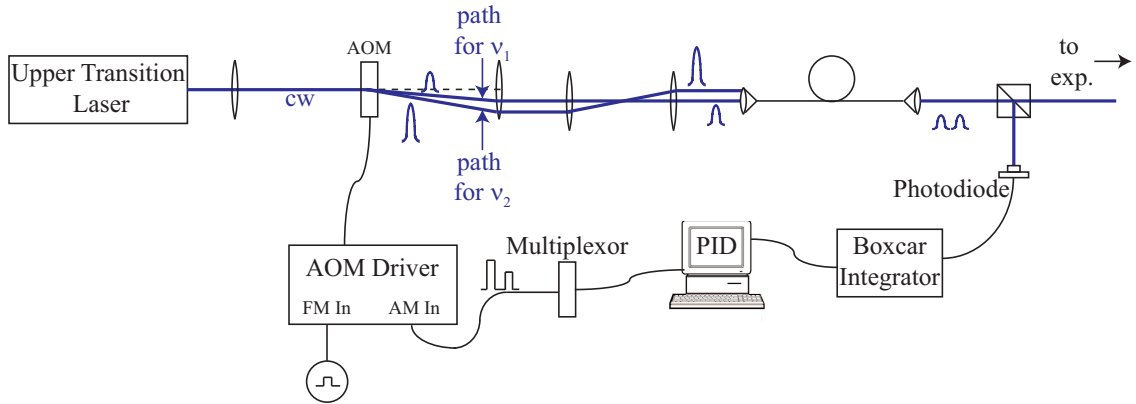 path
for ν1
to
exp.
AOM
Upper Transition
Laser
cw
path
for ν2
Photodiode
Multiplexor
PID
Boxcar
Integrator
AOM Driver
FM In
AM In